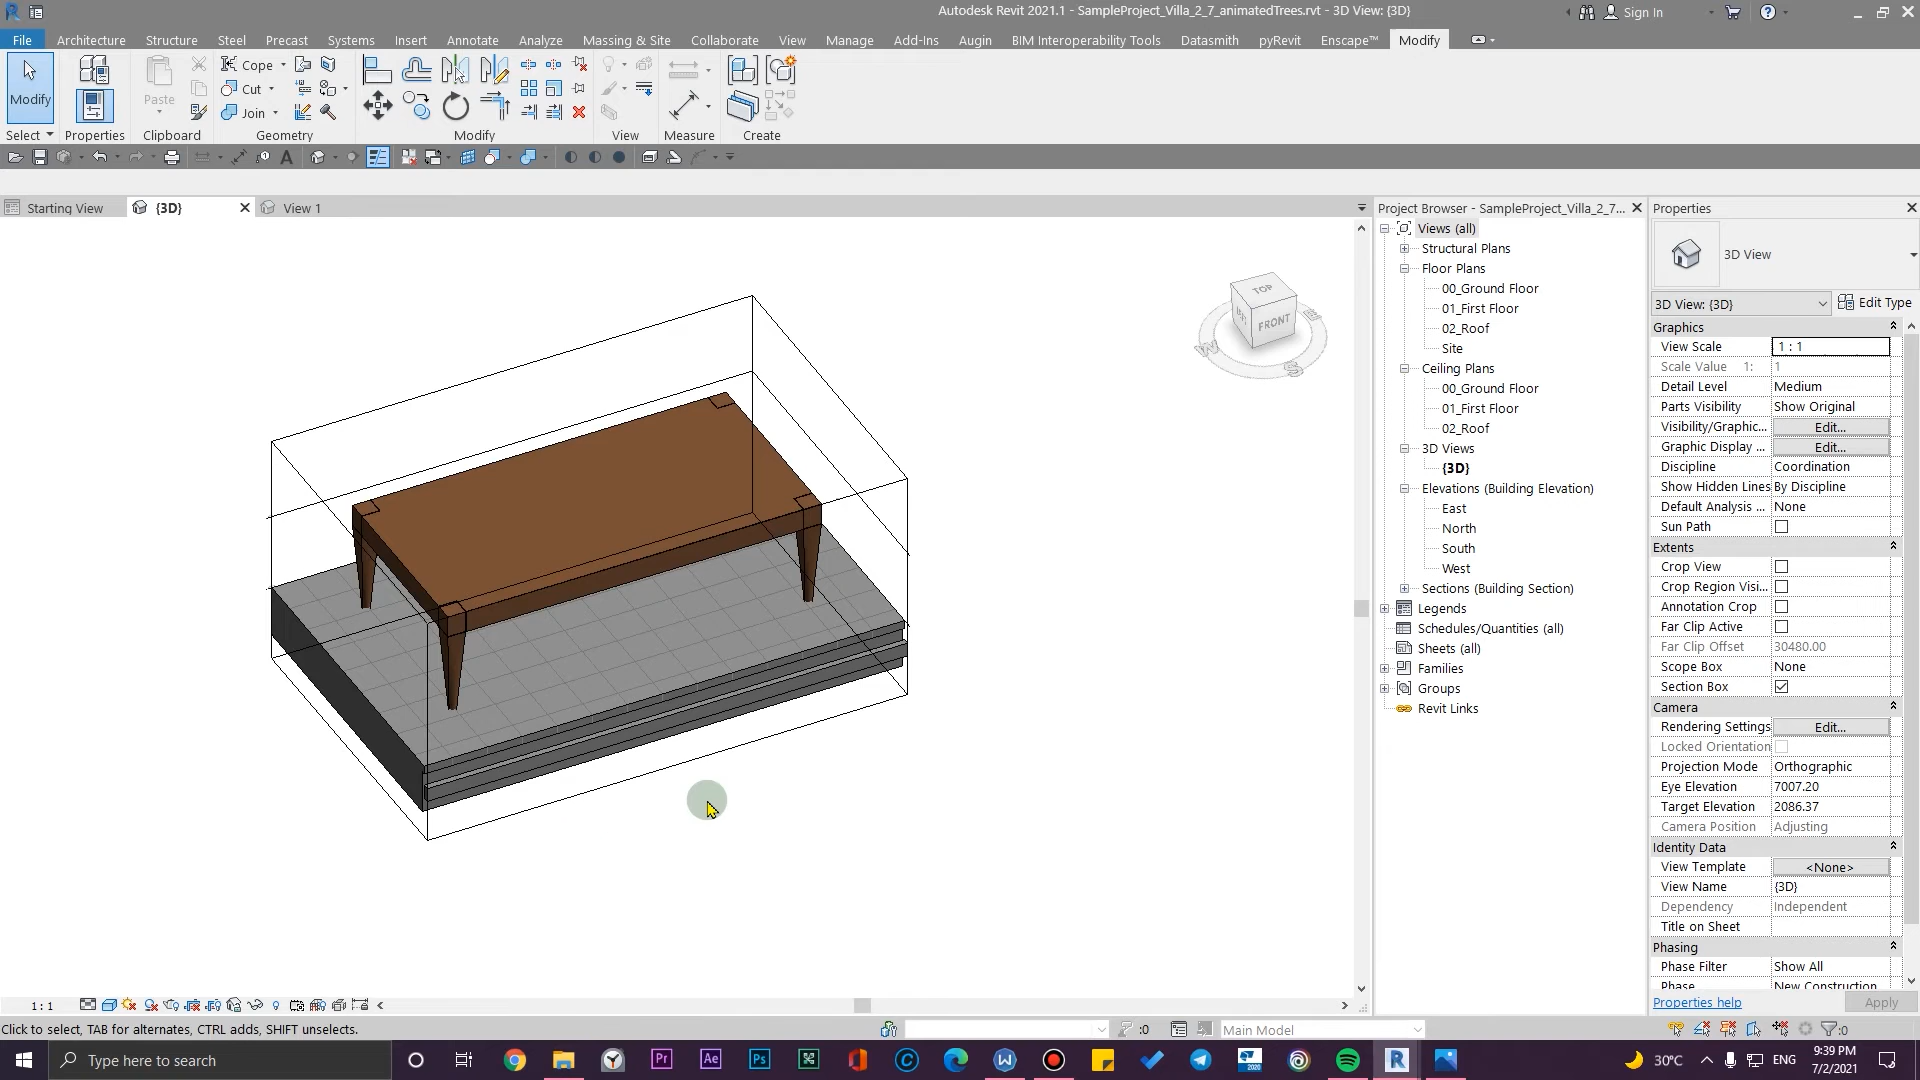 Autodesk Revit 2021.1 - SampleProject_Villa_2_7_animatedTrees.rvt - 3D View: {3D}
Sign In
File Architecture Structure Steel Precast Systems Insert Annotate Analyze Massing & Site Collaborate View Manage Add-Ins Augin BIM Interoperability Tools Datasmith pyRevit Enscape™ Modify
Modify
Paste
Cope
Cut
Join
Select Properties Clipboard Geometry Modify View Measure Create
Starting View
{3D}
View 1
TOP
LEFT
FRONT
W
S
E
Project Browser - SampleProject_Villa_2_7...
Views (all)
Structural Plans
Floor Plans
00_Ground Floor
01_First Floor
02_Roof
Site
Ceiling Plans
00_Ground Floor
01_First Floor
02_Roof
3D Views
{3D}
Elevations (Building Elevation)
East
North
South
West
Sections (Building Section)
Legends
Schedules/Quantities (all)
Sheets (all)
Families
Groups
Revit Links
Properties
3D View
3D View: {3D} Edit Type
Graphics
View Scale 1 : 1
Scale Value 1: 1
Detail Level Medium
Parts Visibility Show Original
Visibility/Graphic... Edit...
Graphic Display ... Edit...
Discipline Coordination
Show Hidden Lines By Discipline
Default Analysis ... None
Sun Path
Extents
Crop View
Crop Region Visi...
Annotation Crop
Far Clip Active
Far Clip Offset 30480.00
Scope Box None
Section Box
Camera
Rendering Settings Edit...
Locked Orientation
Projection Mode Orthographic
Eye Elevation 7007.20
Target Elevation 2086.37
Camera Position Adjusting
Identity Data
View Template <None>
View Name {3D}
Dependency Independent
Title on Sheet
Phasing
Phase Filter Show All
Phase New Construction
Properties help Apply
1 : 1
Click to select, TAB for alternates, CTRL adds, SHIFT unselects.
:0
Main Model
:0
Type here to search
Pr
Ae
Ps
2020
R
30°C
ENG
9:39 PM
7/2/2021